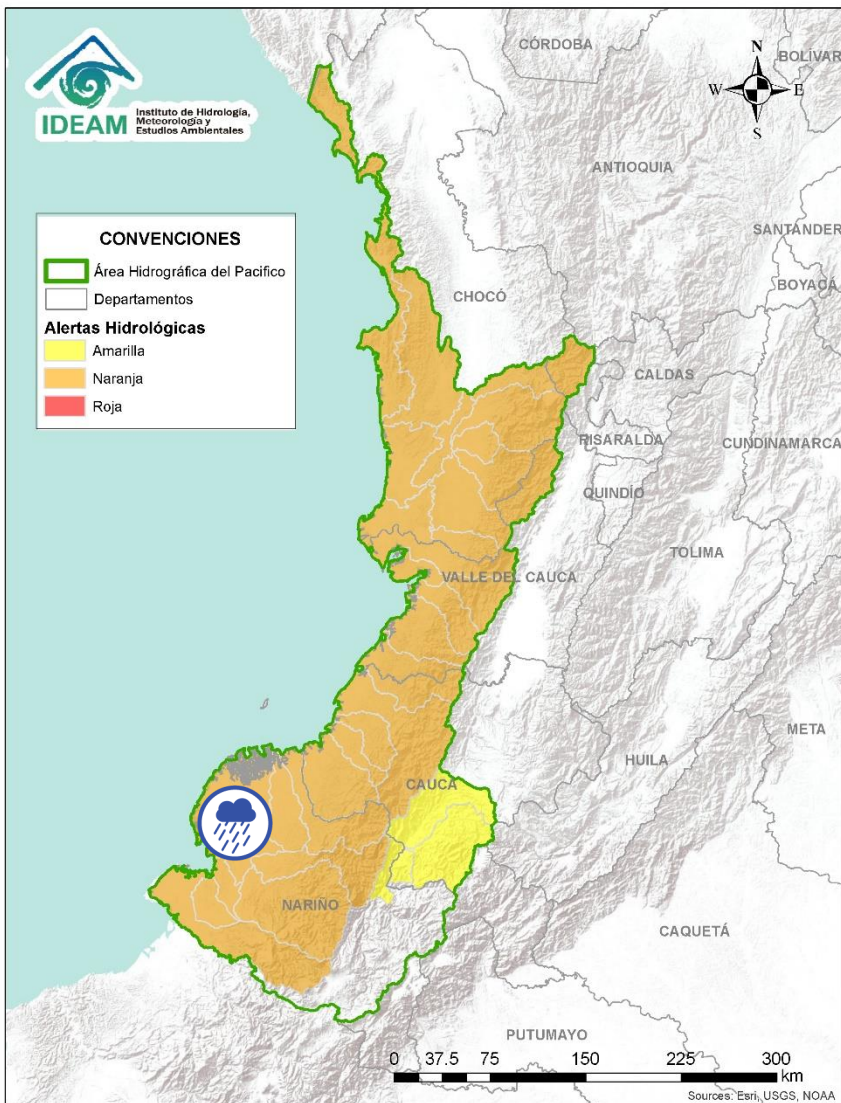 IDEAM
Instituto de Hidrología,
Meteorología y
Estudios Ambientales
N
W
E
S
CÓRDOBA
BOLÍVAR
ANTIOQUIA
SANTANDER
BOYACÁ
CONVENCIONES
Área Hidrográfica del Pacifico
Departamentos
Alertas Hidrológicas
Amarilla
Naranja
Roja
CHOCÓ
CALDAS
RISARALDA
CUNDINAMARCA
QUINDÍO
TOLIMA
VALLE DEL CAUCA
META
HUILA
CAUCA
NARIÑO
CAQUETÁ
PUTUMAYO
0 37.5 75 150 225 300
km
Sources: Esri, USGS, NOAA